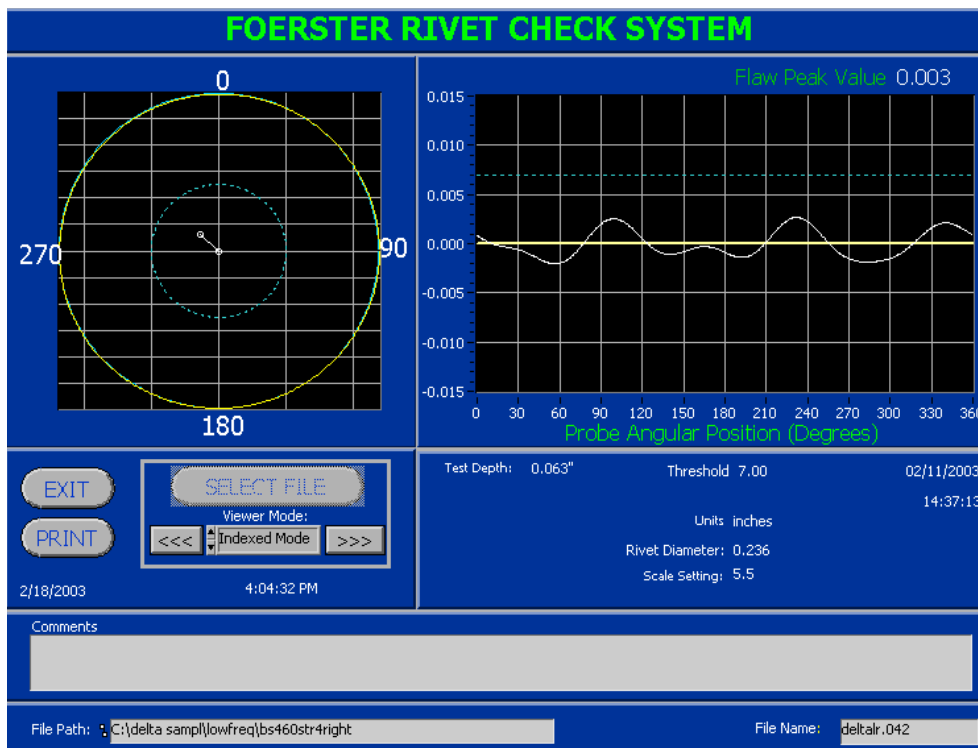 FOERSTER RIVET CHECK SYSTEM
0
270
90
180
Flaw Peak Value 0.003
0.015
0.010
0.005
0.000
-0.005
-0.010
-0.015
0 30 60 90 120 150 180 210 240 270 300 330 360
Probe Angular Position (Degrees)
EXIT
PRINT
SELECT FILE
Viewer Mode:
<<< Indexed Mode >>>
2/18/2003 4:04:32 PM
Test Depth: 0.063" Threshold 7.00 02/11/2003
14:37:13
Units inches
Rivet Diameter: 0.236
Scale Setting: 5.5
Comments
File Path: C:\delta sampl\lowfreq\bs460str4right
File Name: deltalr.042